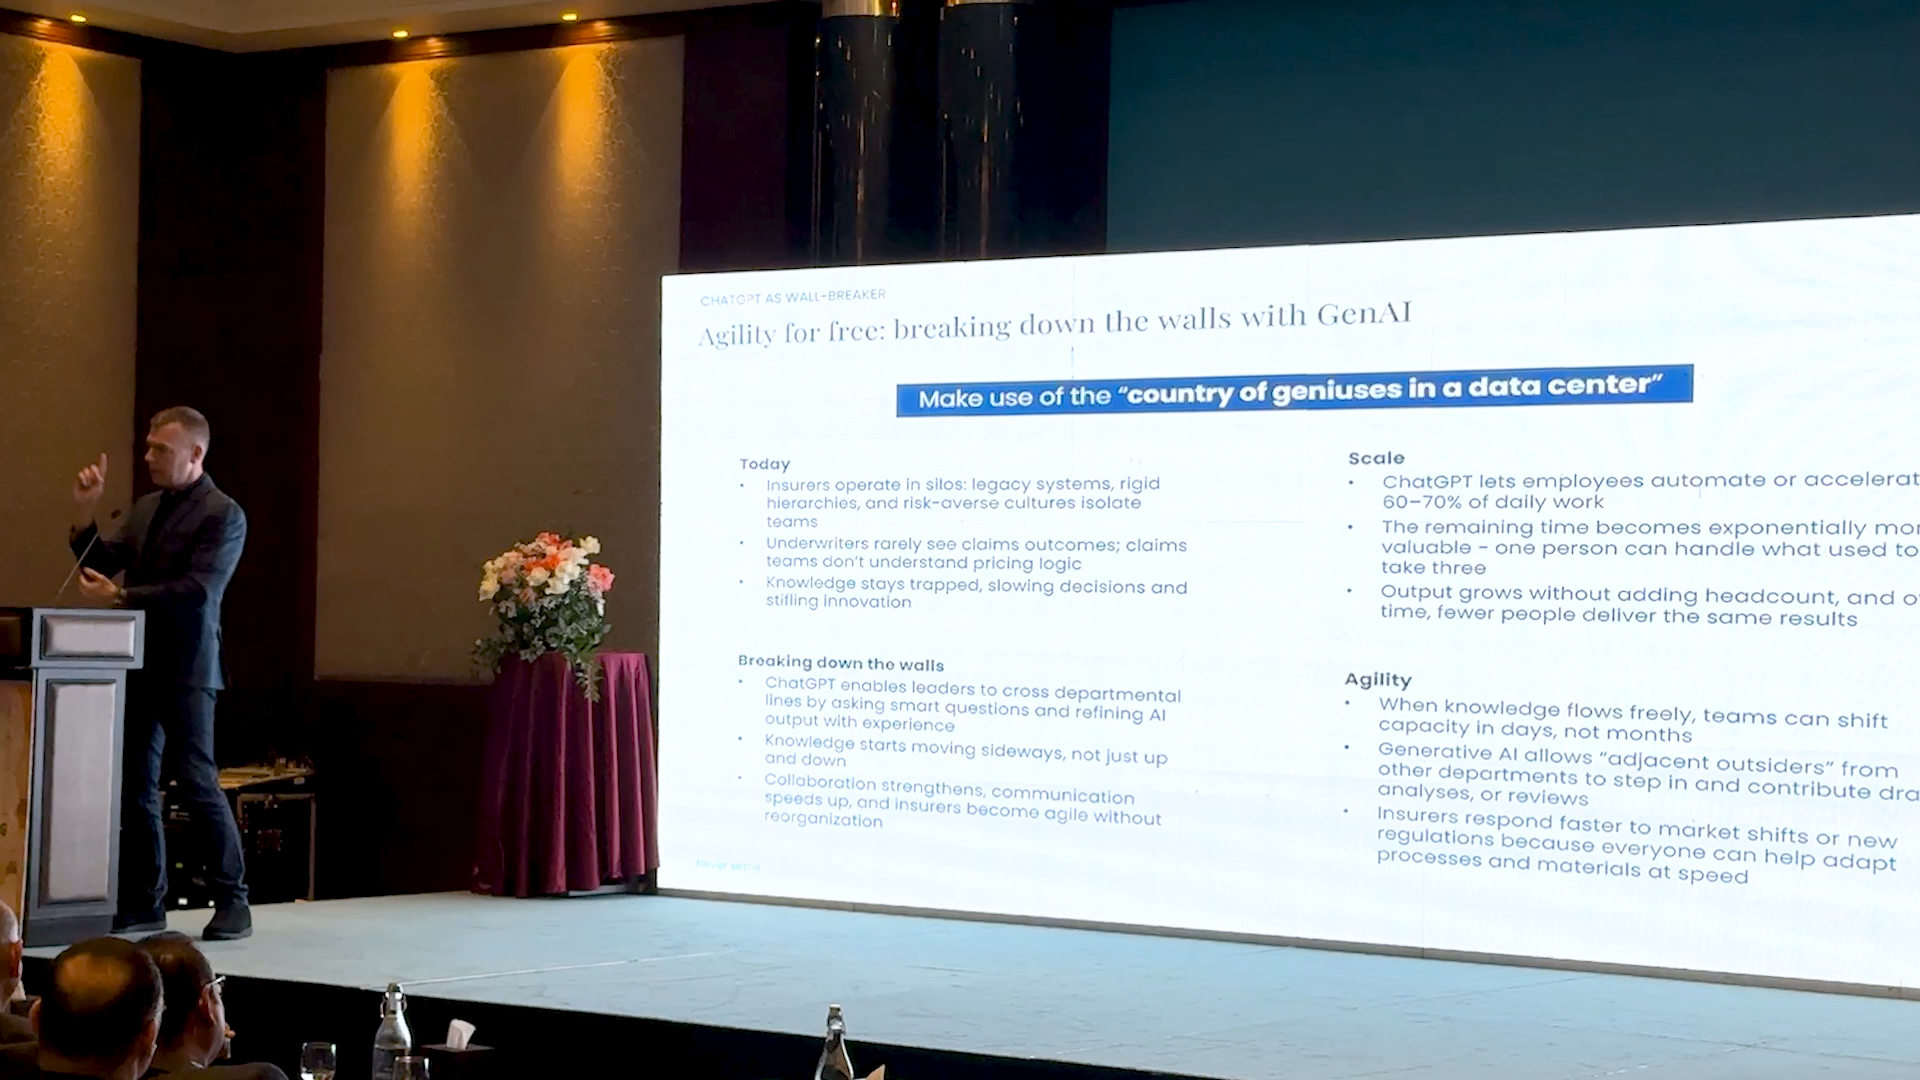 CHATGPT AS WALL-BREAKER
Agility for free: breaking down the walls with GenAI
Make use of the “country of geniuses in a data center”
Today
• Insurers operate in silos: legacy systems, rigid
hierarchies, and risk-averse cultures isolate
teams
• Underwriters rarely see claims outcomes; claims
teams don’t understand pricing logic
• Knowledge stays trapped, slowing decisions and
stifling innovation
Breaking down the walls
• ChatGPT enables leaders to cross departmental
lines by asking smart questions and refining AI
output with experience
• Knowledge starts moving sideways, not just up
and down
• Collaboration strengthens, communication
speeds up, and insurers become agile without
reorganization
Scale
• ChatGPT lets employees automate or accelerat
60–70% of daily work
• The remaining time becomes exponentially mor
valuable - one person can handle what used to
take three
• Output grows without adding headcount, and o
time, fewer people deliver the same results
Agility
• When knowledge flows freely, teams can shift
capacity in days, not months
• Generative AI allows “adjacent outsiders” from
other departments to step in and contribute dra
analyses, or reviews
• Insurers respond faster to market shifts or new
regulations because everyone can help adapt
processes and materials at speed